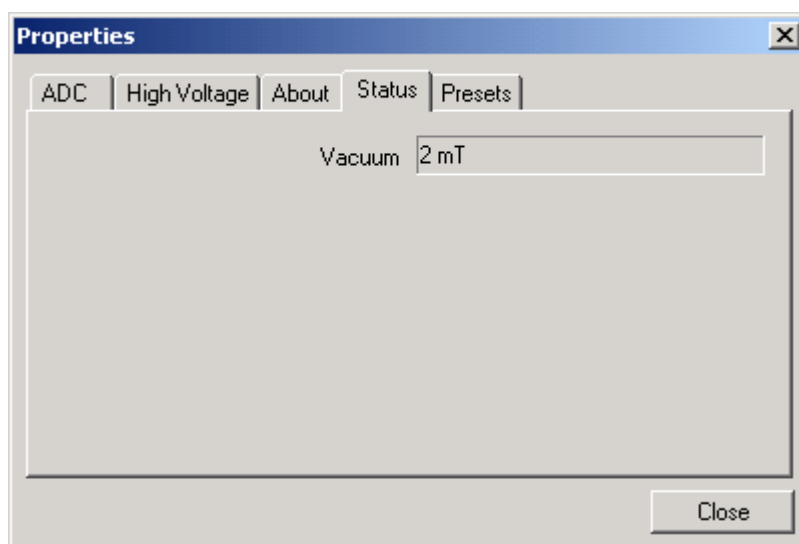 Properties
ADC High Voltage About Status Presets
Vacuum 2 mT
Close